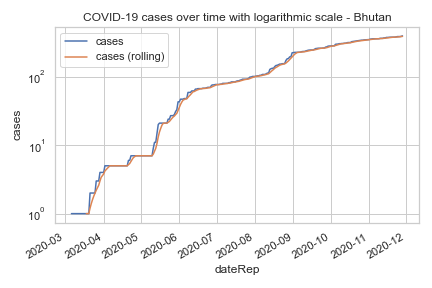 COVID-19 cases over time with logarithmic scale - Bhutan
cases
cases (rolling)
10²
10¹
10⁰
cases
2020-03
2020-04
2020-05
2020-06
2020-07
2020-08
2020-09
2020-10
2020-11
2020-12
dateRep